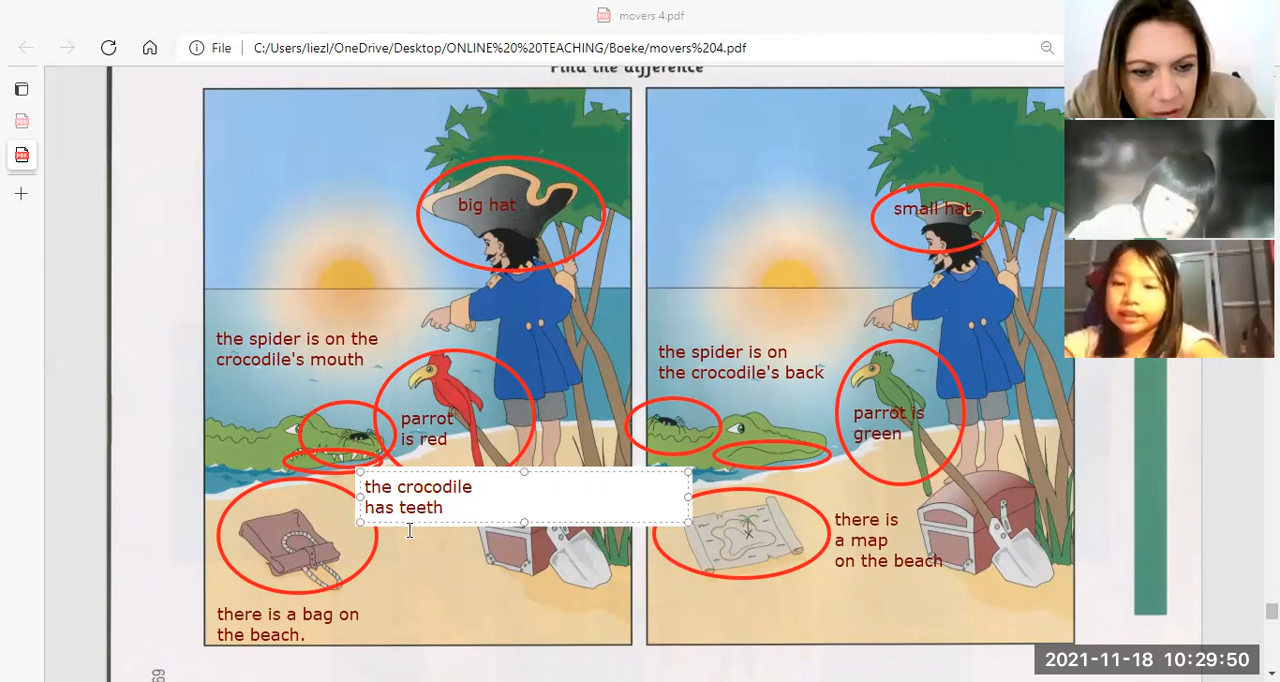 movers 4.pdf
File
C:/Users/liezl/OneDrive/Desktop/ONLINE%20%20TEACHING/Boeke/movers%204.pdf
Find the difference
big hat
small hat
the spider is on the
crocodile's mouth
the spider is on
the crocodile's back
parrot
is red
parrot is
green
the crocodile
has teeth
there is
a map
on the beach
there is a bag on
the beach.
69
2021-11-18 10:29:50